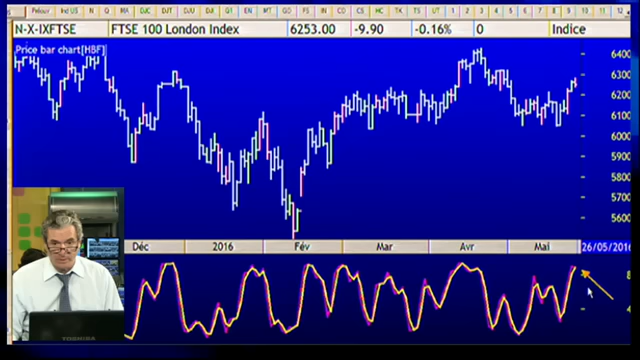 N-X-IXFTSE FTSE 100 London Index 6253.00 -9.90 -0.16% 0 Indice
Price bar chart[HBF]
6400
6300
6200
6100
6000
5900
5800
5700
5600
Déc 2016 Fév Mar Avr Mai 26/05/2016
TOSHIBA